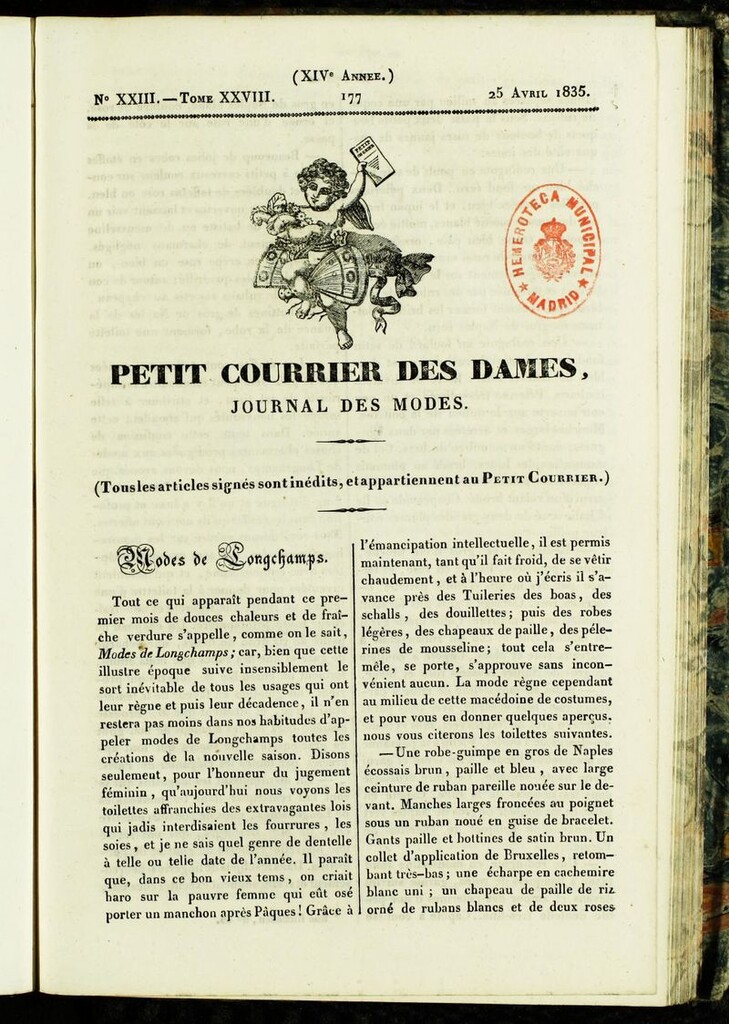 (XIVe ANNEE.)
No XXIII.—TOME XXVIII.
177
25 AVRIL 1835.
PETIT
HEMEROTECA MUNICIPAL
★ MADRID ★
PETIT COURRIER DES DAMES,
JOURNAL DES MODES.
(Tous les articles signés sont inédits, et appartiennent au PETIT COURRIER.)
Modes de Longchamps.
Tout ce qui apparaît pendant ce pre-
mier mois de douces chaleurs et de fraî-
che verdure s'appelle, comme on le sait,
Modes de Longchamps; car, bien que cette
illustre époque suive insensiblement le
sort inévitable de tous les usages qui ont
leur règne et puis leur décadence, il n'en
restera pas moins dans nos habitudes d'ap-
peler modes de Longchamps toutes les
créations de la nouvelle saison. Disons
seulement, pour l'honneur du jugement
féminin, qu'aujourd'hui nous voyons les
toilettes affranchies des extravagantes lois
qui jadis interdisaient les fourrures, les
soies, et je ne sais quel genre de dentelle
à telle ou telle date de l'année. Il paraît
que, dans ce bon vieux tems, on criait
haro sur la pauvre femme qui eût osé
porter un manchon après Pâques! Grâce à
l'émancipation intellectuelle, il est permis
maintenant, tant qu'il fait froid, de se vêtir
chaudement, et à l'heure où j'écris il s'a-
vance près des Tuileries des boas, des
schalls, des douillettes; puis des robes
légères, des chapeaux de paille, des péle-
rines de mousseline; tout cela s'entre-
mêle, se porte, s'approuve sans incon-
vénient aucun. La mode règne cependant
au milieu de cette macédoine de costumes,
et pour vous en donner quelques aperçus,
nous vous citerons les toilettes suivantes.
—Une robe-guimpe en gros de Naples
écossais brun, paille et bleu, avec large
ceinture de ruban pareille nouée sur le de-
vant. Manches larges froncées au poignet
sous un ruban noué en guise de bracelet.
Gants paille et bottines de satin brun. Un
collet d'application de Bruxelles, retom-
bant très-bas; une écharpe en cachemire
blanc uni; un chapeau de paille de riz
orné de rubans blancs et de deux roses